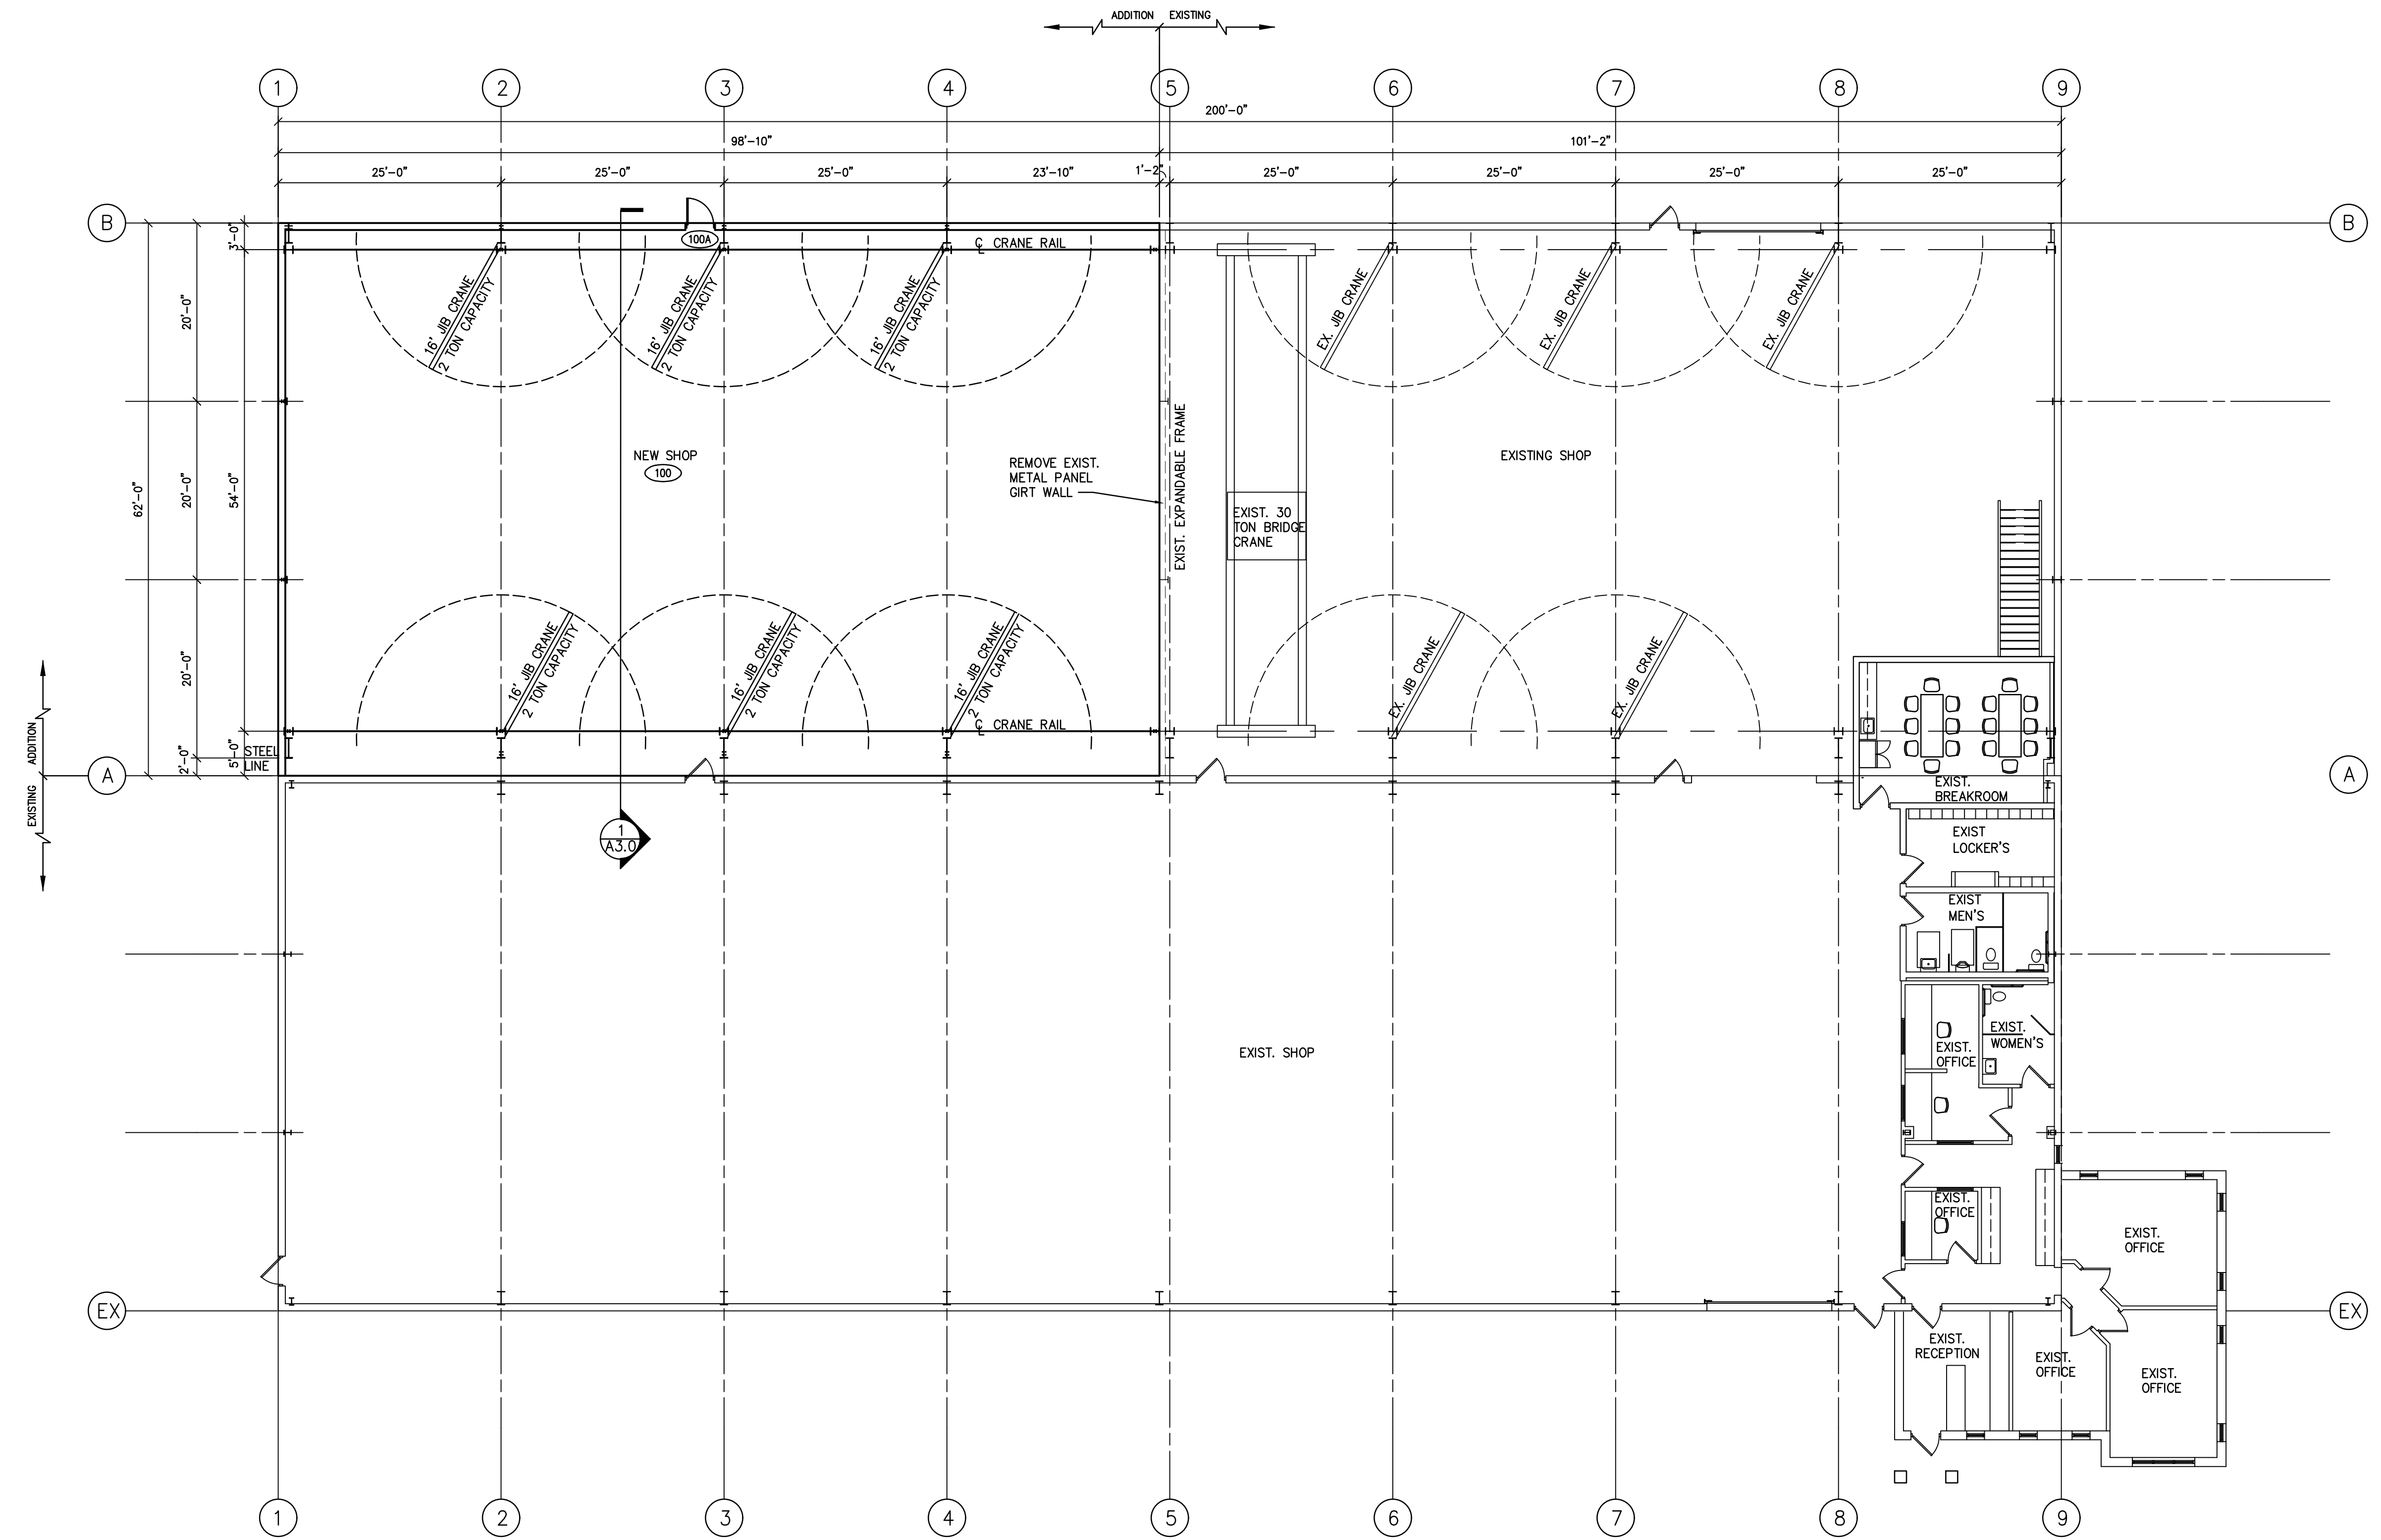 ADDITION EXISTING
1 2 3 4 5 6 7 8 9
200'-0"
98'-10" 101'-2"
25'-0" 25'-0" 25'-0" 23'-10" 1'-2" 25'-0" 25'-0" 25'-0" 25'-0"
B B
3'-0"
100A
℄ CRANE RAIL
16' JIB CRANE
2 TON CAPACITY
16' JIB CRANE
2 TON CAPACITY
16' JIB CRANE
2 TON CAPACITY
EX. JIB CRANE
EX. JIB CRANE
EX. JIB CRANE
20'-0"
NEW SHOP
100
REMOVE EXIST.
METAL PANEL
GIRT WALL
EXIST. EXPANDABLE FRAME
EXISTING SHOP
62'-0"
20'-0"
54'-0"
EXIST. 30
TON BRIDGE
CRANE
20'-0"
16' JIB CRANE
2 TON CAPACITY
16' JIB CRANE
2 TON CAPACITY
16' JIB CRANE
2 TON CAPACITY
EX. JIB CRANE
EX. JIB CRANE
℄ CRANE RAIL
2'-0"
5'-0"
STEEL
LINE
EXISTING ADDITION
A A
EXIST.
BREAKROOM
1
A3.0
EXIST
LOCKER'S
EXIST
MEN'S
EXIST.
WOMEN'S
EXIST.
OFFICE
EXIST. SHOP
EXIST.
OFFICE
EXIST.
OFFICE
EX EX
EXIST.
RECEPTION
EXIST.
OFFICE
EXIST.
OFFICE
1 2 3 4 5 6 7 8 9